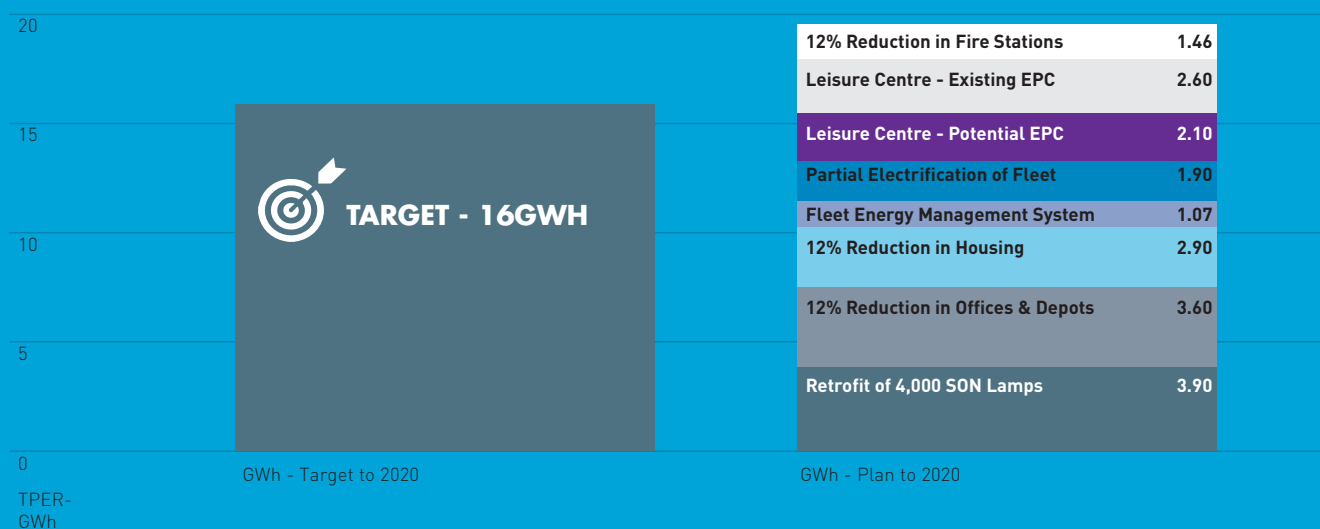 20
15
10
5
0
TPER-
GWh
TARGET - 16GWH
GWh - Target to 2020
12% Reduction in Fire Stations 1.46
Leisure Centre - Existing EPC 2.60
Leisure Centre - Potential EPC 2.10
Partial Electrification of Fleet 1.90
Fleet Energy Management System 1.07
12% Reduction in Housing 2.90
12% Reduction in Offices & Depots 3.60
Retrofit of 4,000 SON Lamps 3.90
GWh - Plan to 2020